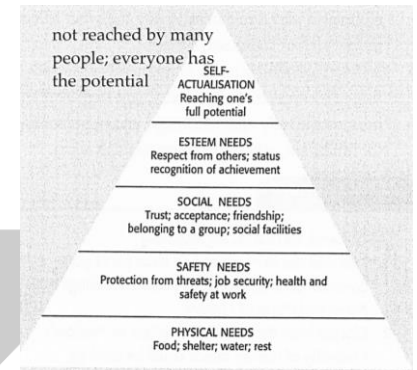 not reached by many
people; everyone has
the potential
SELF-
ACTUALISATION
Reaching one's
full potential
ESTEEM NEEDS
Respect from others; status
recognition of achievement
SOCIAL NEEDS
Trust; acceptance; friendship;
belonging to a group; social facilities
SAFETY NEEDS
Protection from threats; job security; health and
safety at work
PHYSICAL NEEDS
Food; shelter; water; rest